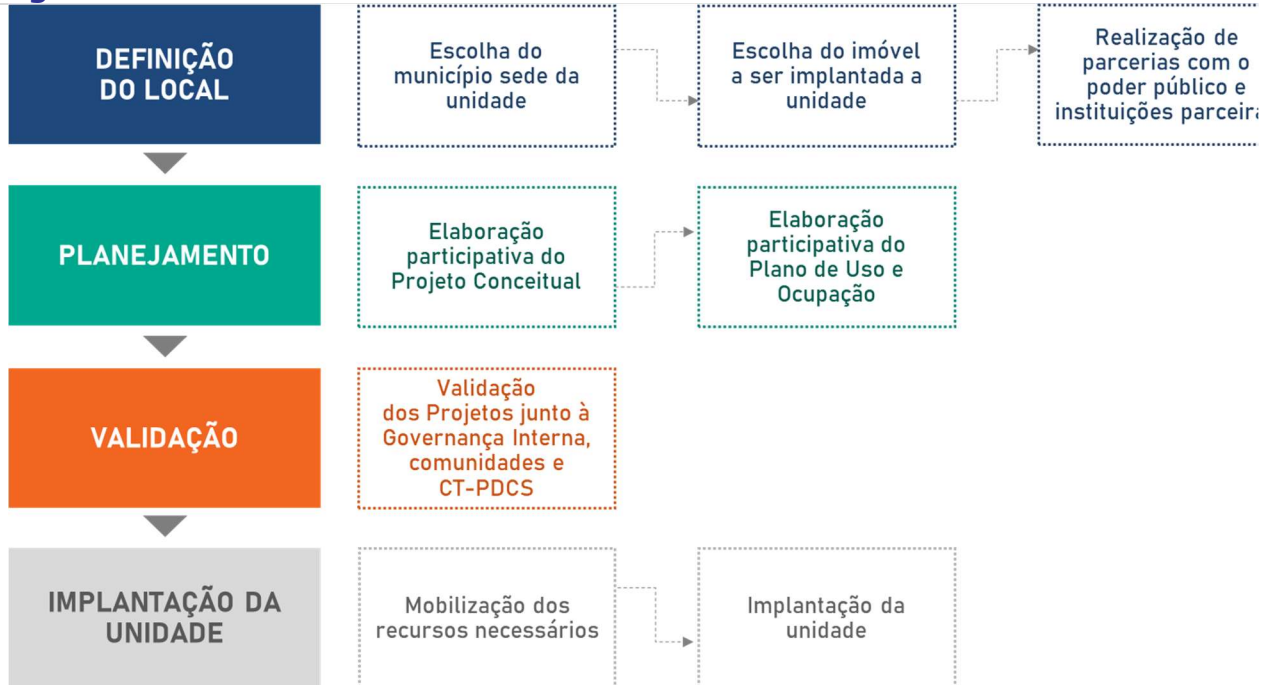 DEFINIÇÃO
DO LOCAL
Escolha do
município sede da
unidade
Escolha do imóvel
a ser implantada a
unidade
Realização de
parcerias com o
poder público e
instituições
PLANEJAMENTO
Elaboração
participativa do
Projeto Conceitual
Elaboração
participativa do
Plano de Uso e
Ocupação
VALIDAÇÃO
Validação
dos Projetos junto à
Governança Interna,
comunidades e
CT-PDCS
IMPLANTAÇÃO DA
UNIDADE
Mobilização dos
recursos necessários
Implantação da
unidade